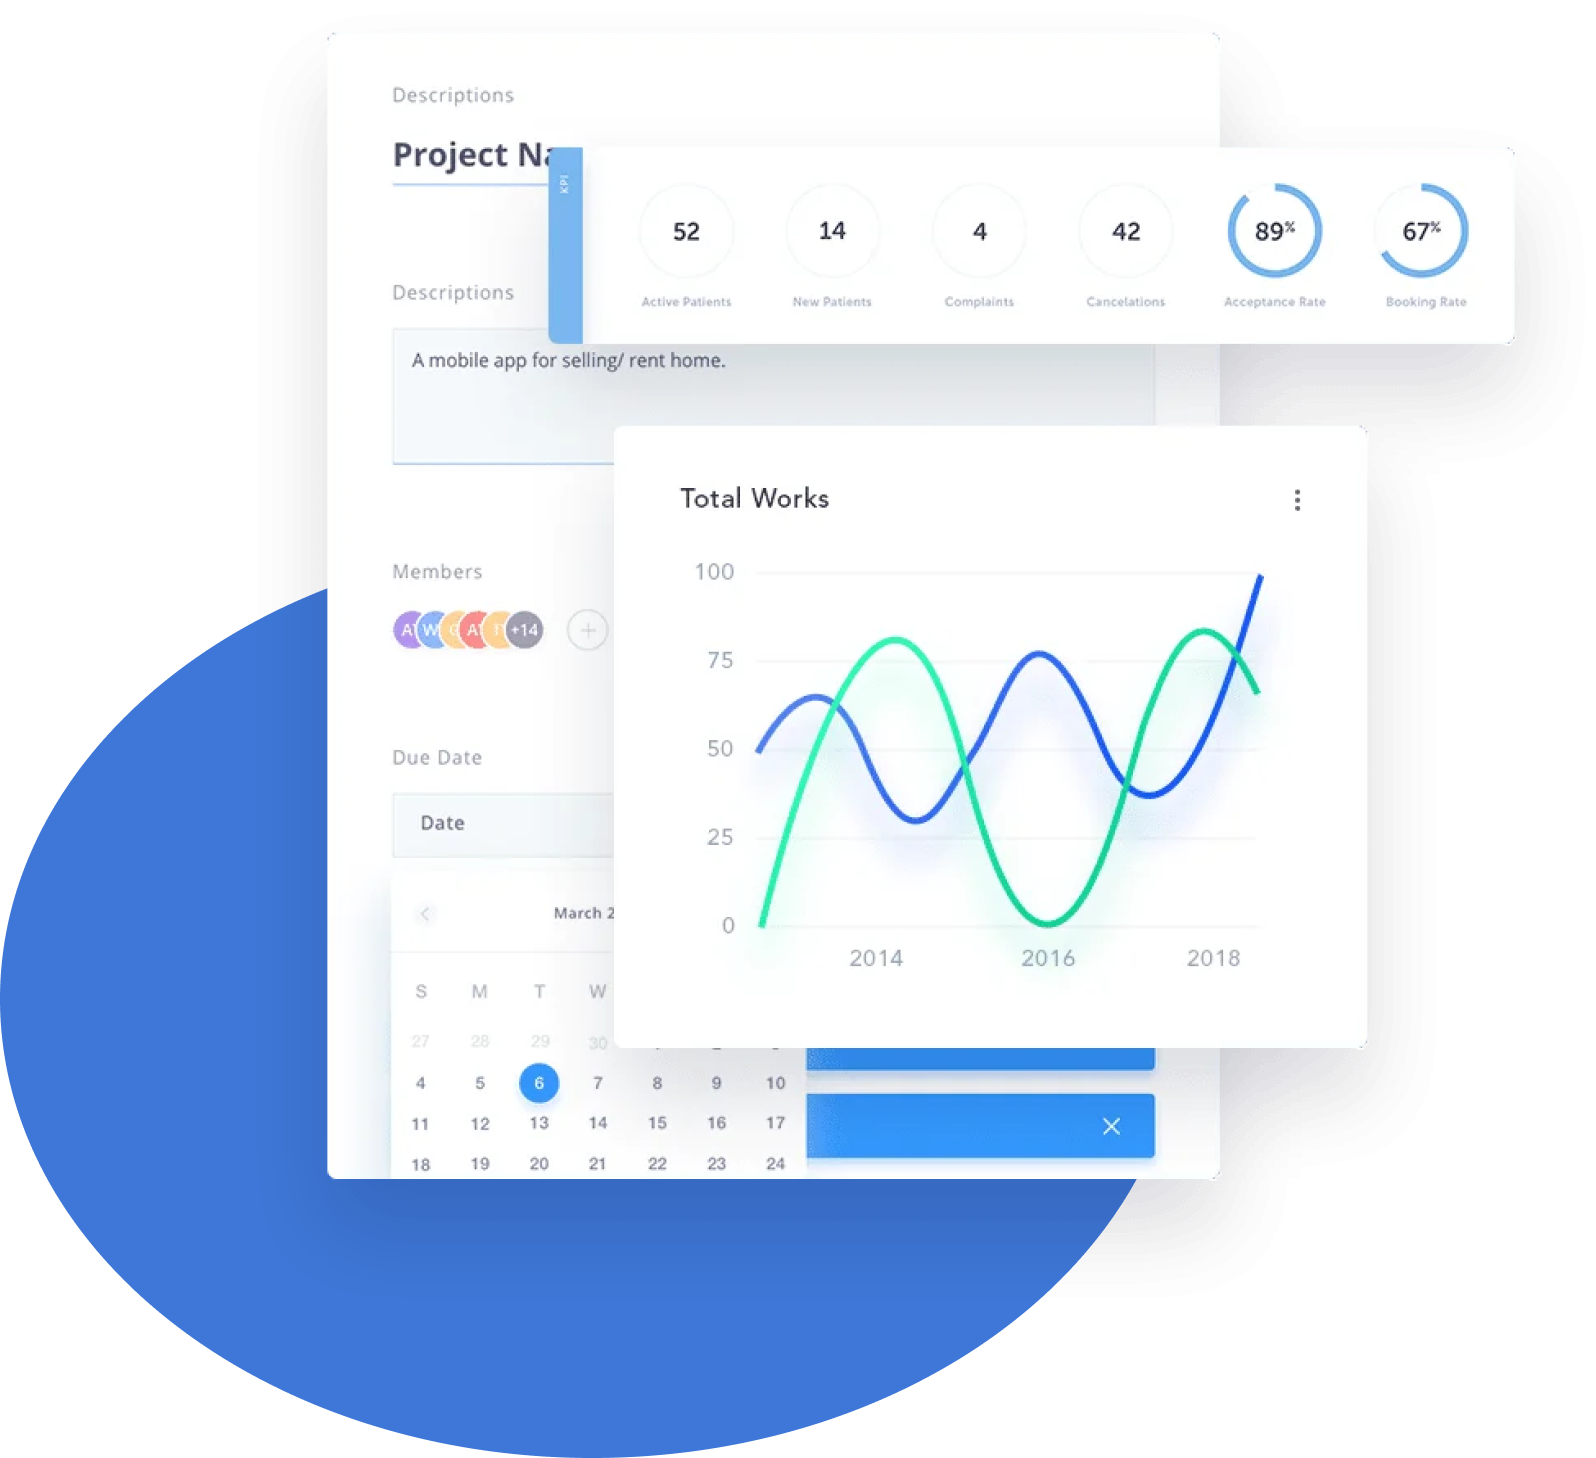 Descriptions
Project Na
KPI
52
14
4
42
89%
67%
Active Patients
New Patients
Complaints
Cancelations
Acceptance Rate
Booking Rate
Descriptions
A mobile app for selling/ rent home.
Total Works
100
75
50
25
0
2014
2016
2018
Members
W
+14
Due Date
Date
March 2
S M T W
27 28 29 30
4 5 6 7 8 9 10
11 12 13 14 15 16 17
18 19 20 21 22 23 24